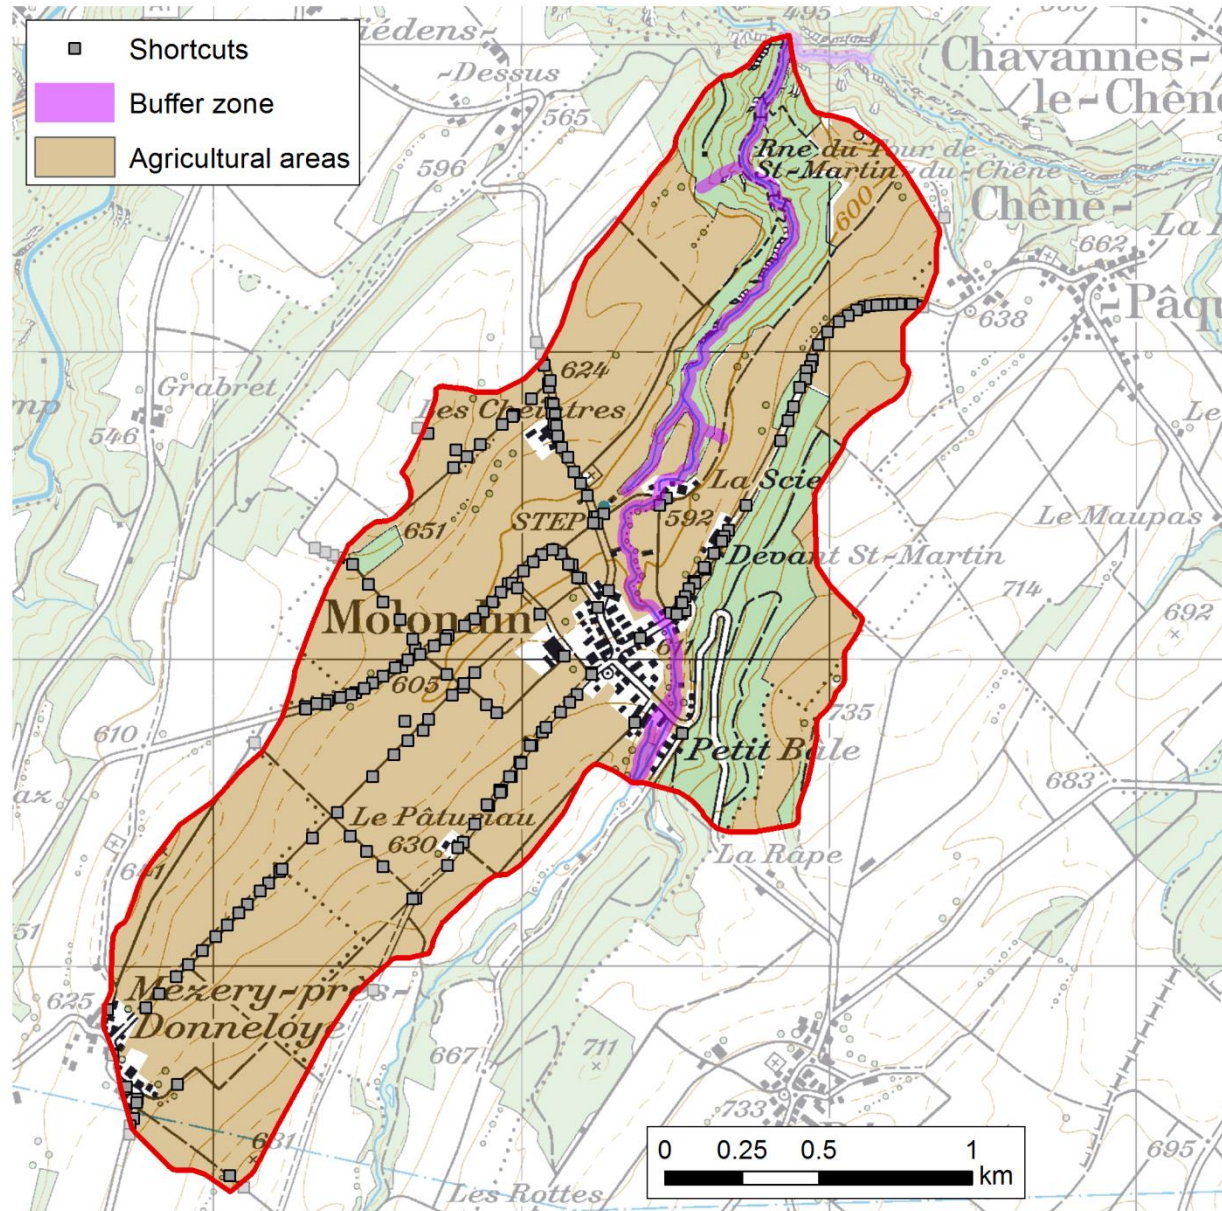 Shortcuts
Buffer zone
Agricultural areas
495
Chavannes-
le-Chêne
-Dessus
565
596
Rne du Tour de
St-Martin-du-Chêne
600
Chêne-
662
638
Grabret
546
624
Les Cheintres
La Scie
592
STEP
651
Devant St-Martin
Le Maupas
714
692
Molondin
611
605
610
735
Petit Bâle
683
Le Pâturiau
630
641
La Râpe
Mézery-près-
Donneloye
625
667
711
733
681
695
Les Rottes
0 0.25 0.5 1
km